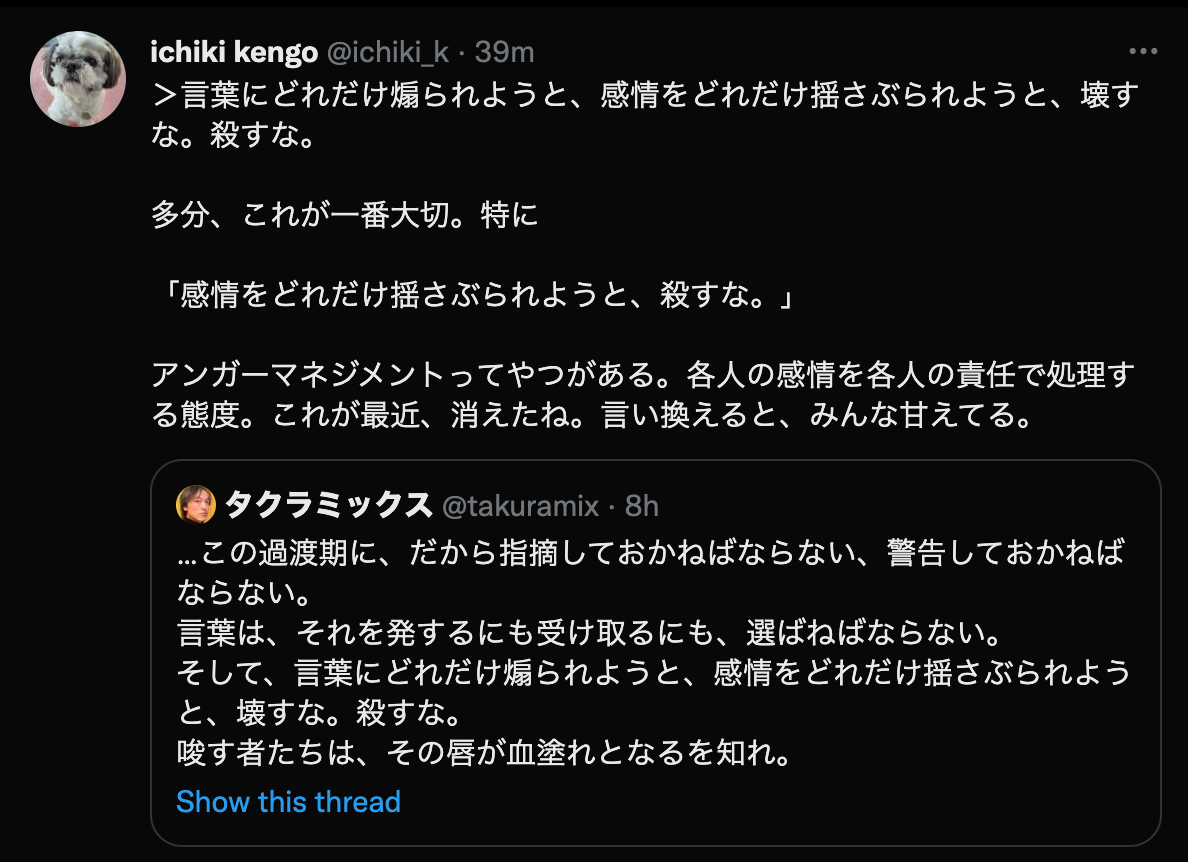 ichiki kengo @ichiki_k · 39m
＞言葉にどれだけ煽られようと、感情をどれだけ揺さぶられようと、壊す
な。殺すな。
多分、これが一番大切。特に
「感情をどれだけ揺さぶられようと、殺すな。」
アンガーマネジメントってやつがある。各人の感情を各人の責任で処理す
る態度。これが最近、消えたね。言い換えると、みんな甘えてる。
タクラミックス @takuramix · 8h
...この過渡期に、だから指摘しておかねばならない、警告しておかねば
ならない。
言葉は、それを発するにも受け取るにも、選ばねばならない。
そして、言葉にどれだけ煽られようと、感情をどれだけ揺さぶられよう
と、壊すな。殺すな。
唆す者たちは、その唇が血塗れとなるを知れ。
Show this thread